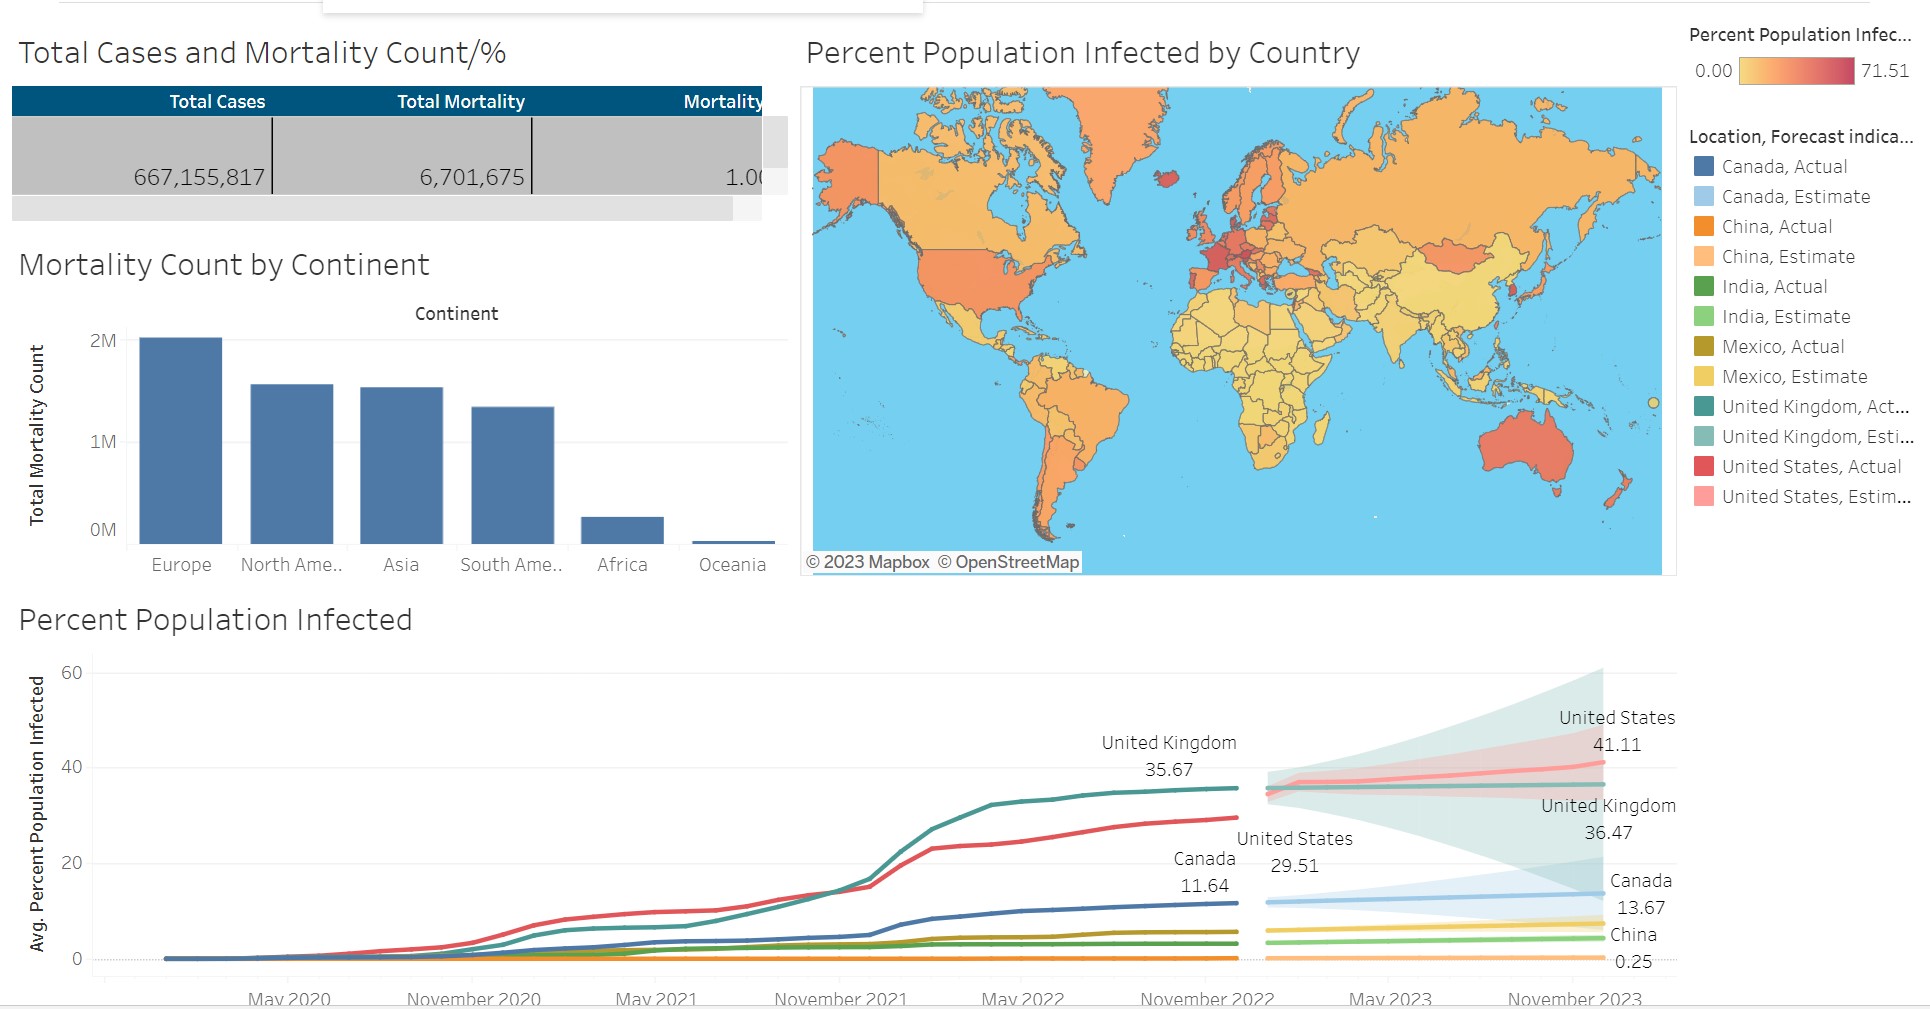 Total Cases and Mortality Count/%
Total Cases Total Mortality Mortality
667,155,817 6,701,675 1.00
Mortality Count by Continent
Continent
Total Mortality Count
2M
1M
0M
Europe North Ame.. Asia South Ame.. Africa Oceania
Percent Population Infected by Country
© 2023 Mapbox © OpenStreetMap
Percent Population Infec...
0.00 71.51
Location, Forecast indica...
Canada, Actual
Canada, Estimate
China, Actual
China, Estimate
India, Actual
India, Estimate
Mexico, Actual
Mexico, Estimate
United Kingdom, Act...
United Kingdom, Esti...
United States, Actual
United States, Estim...
Percent Population Infected
Avg. Percent Population Infected
60
40
20
0
United Kingdom
35.67
United States
29.51
Canada
11.64
United States
41.11
United Kingdom
36.47
Canada
13.67
China
0.25
May 2020 November 2020 May 2021 November 2021 May 2022 November 2022 May 2023 November 2023